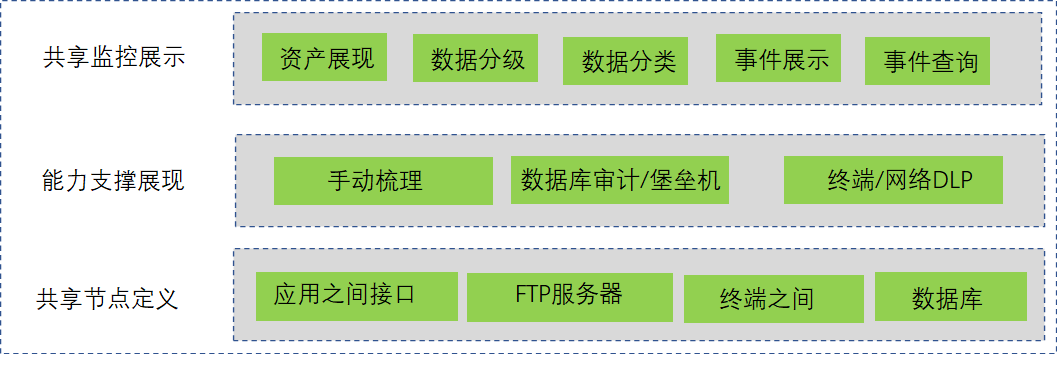 共享监控展示
资产展现
数据分级
数据分类
事件展示
事件查询
能力支撑展现
手动梳理
数据库审计/堡垒机
终端/网络DLP
共享节点定义
应用之间接口
FTP服务器
终端之间
数据库